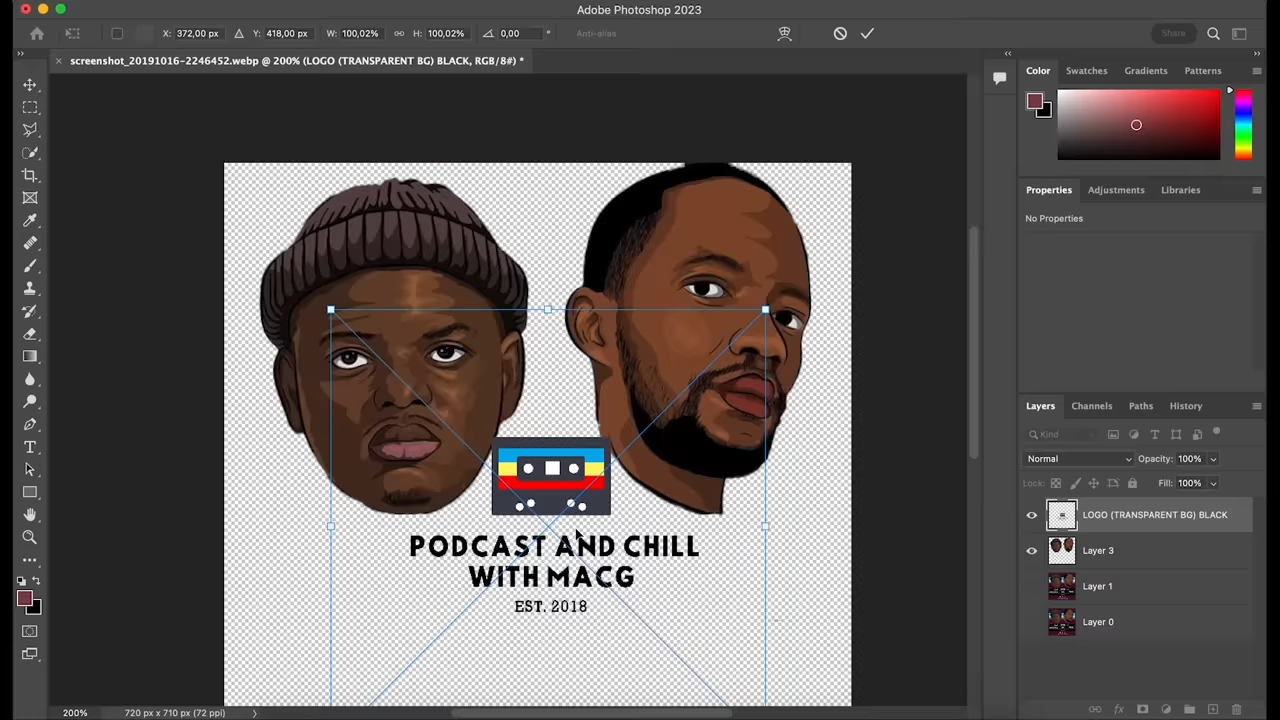 Adobe Photoshop 2023
X: 372,00 px Y: 418,00 px W: 100,02% H: 100,02% 0,00 ° Anti-alias Share
screenshot_20191016-2246452.webp @ 200% (LOGO (TRANSPARENT BG) BLACK, RGB/8#) *
Color Swatches Gradients Patterns
Properties Adjustments Libraries
No Properties
Layers Channels Paths History
Kind
Normal Opacity: 100%
Lock: Fill: 100%
LOGO (TRANSPARENT BG) BLACK
Layer 3
Layer 1
Layer 0
PODCAST AND CHILL
WITH MACG
EST. 2018
200% 720 px x 710 px (72 ppi)